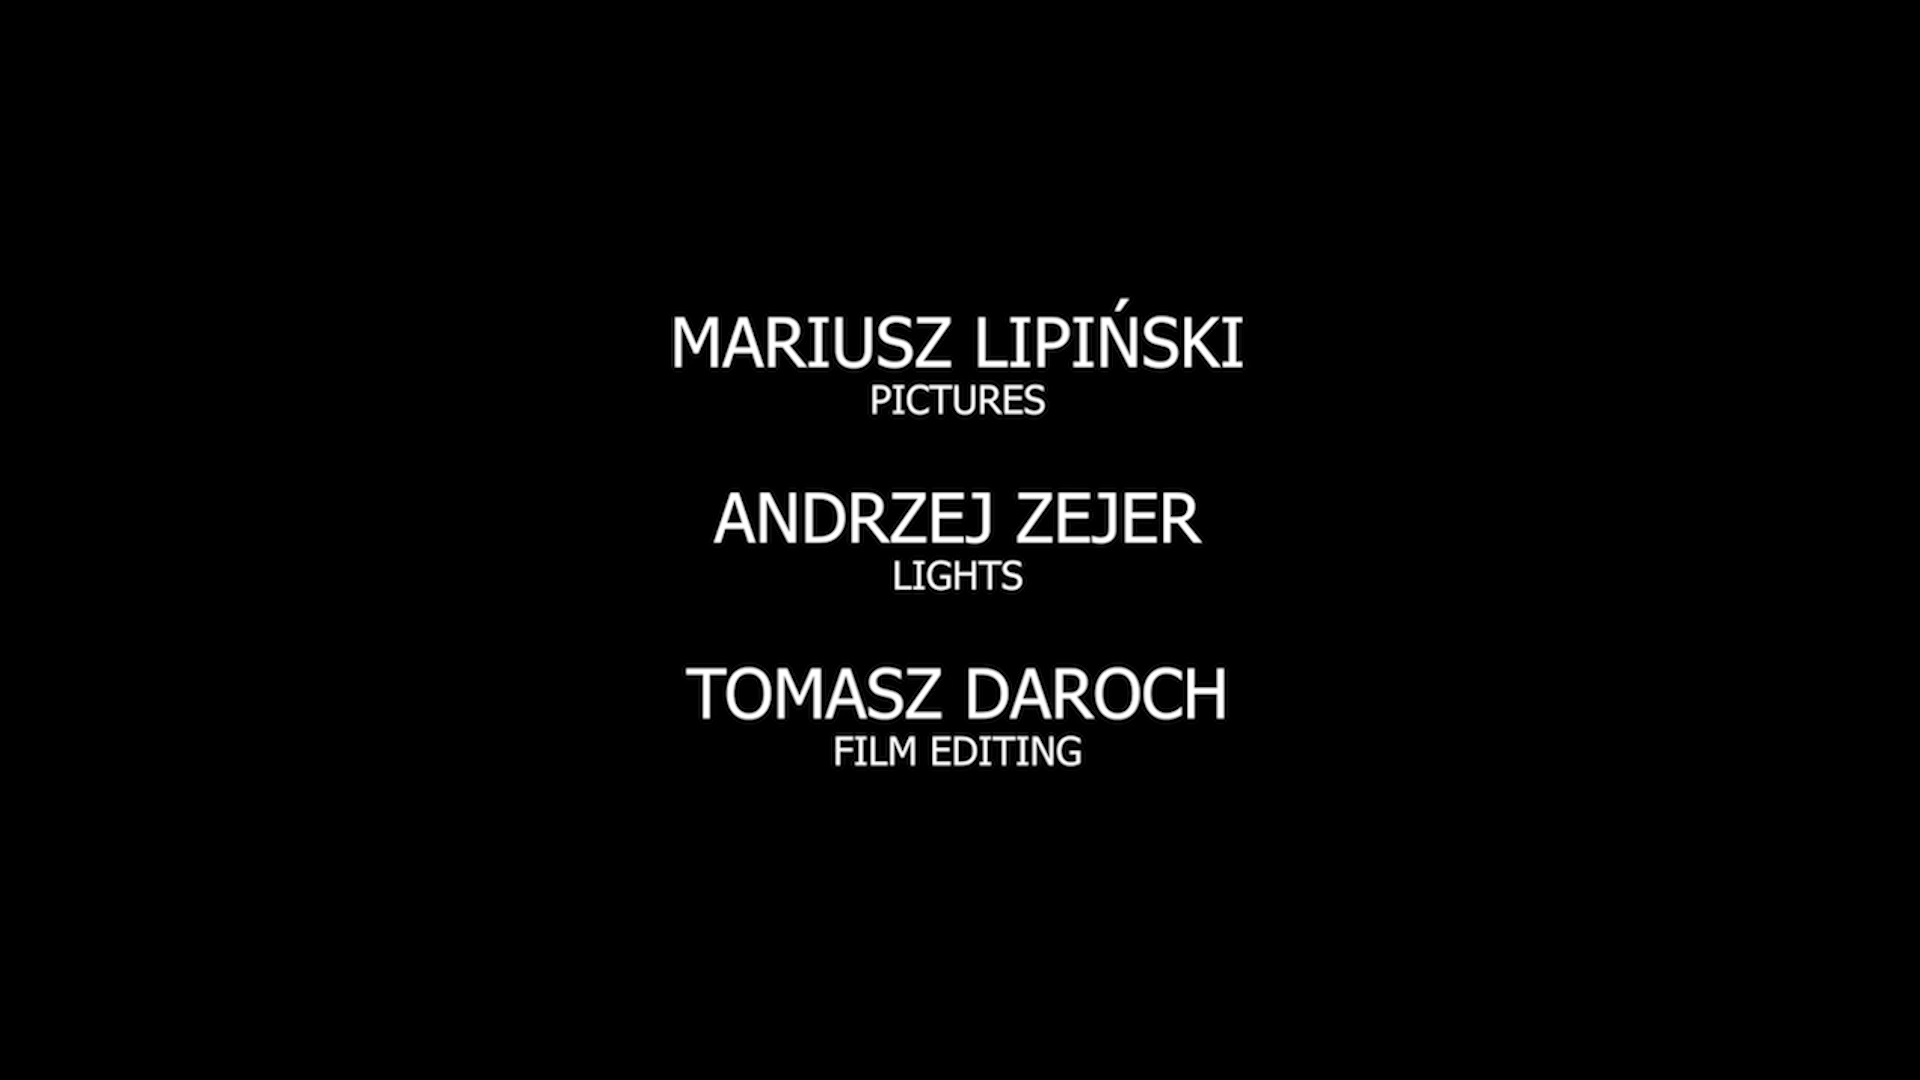 MARIUSZ LIPIŃSKI
PICTURES
ANDRZEJ ZEJER
LIGHTS
TOMASZ DAROCH
FILM EDITING